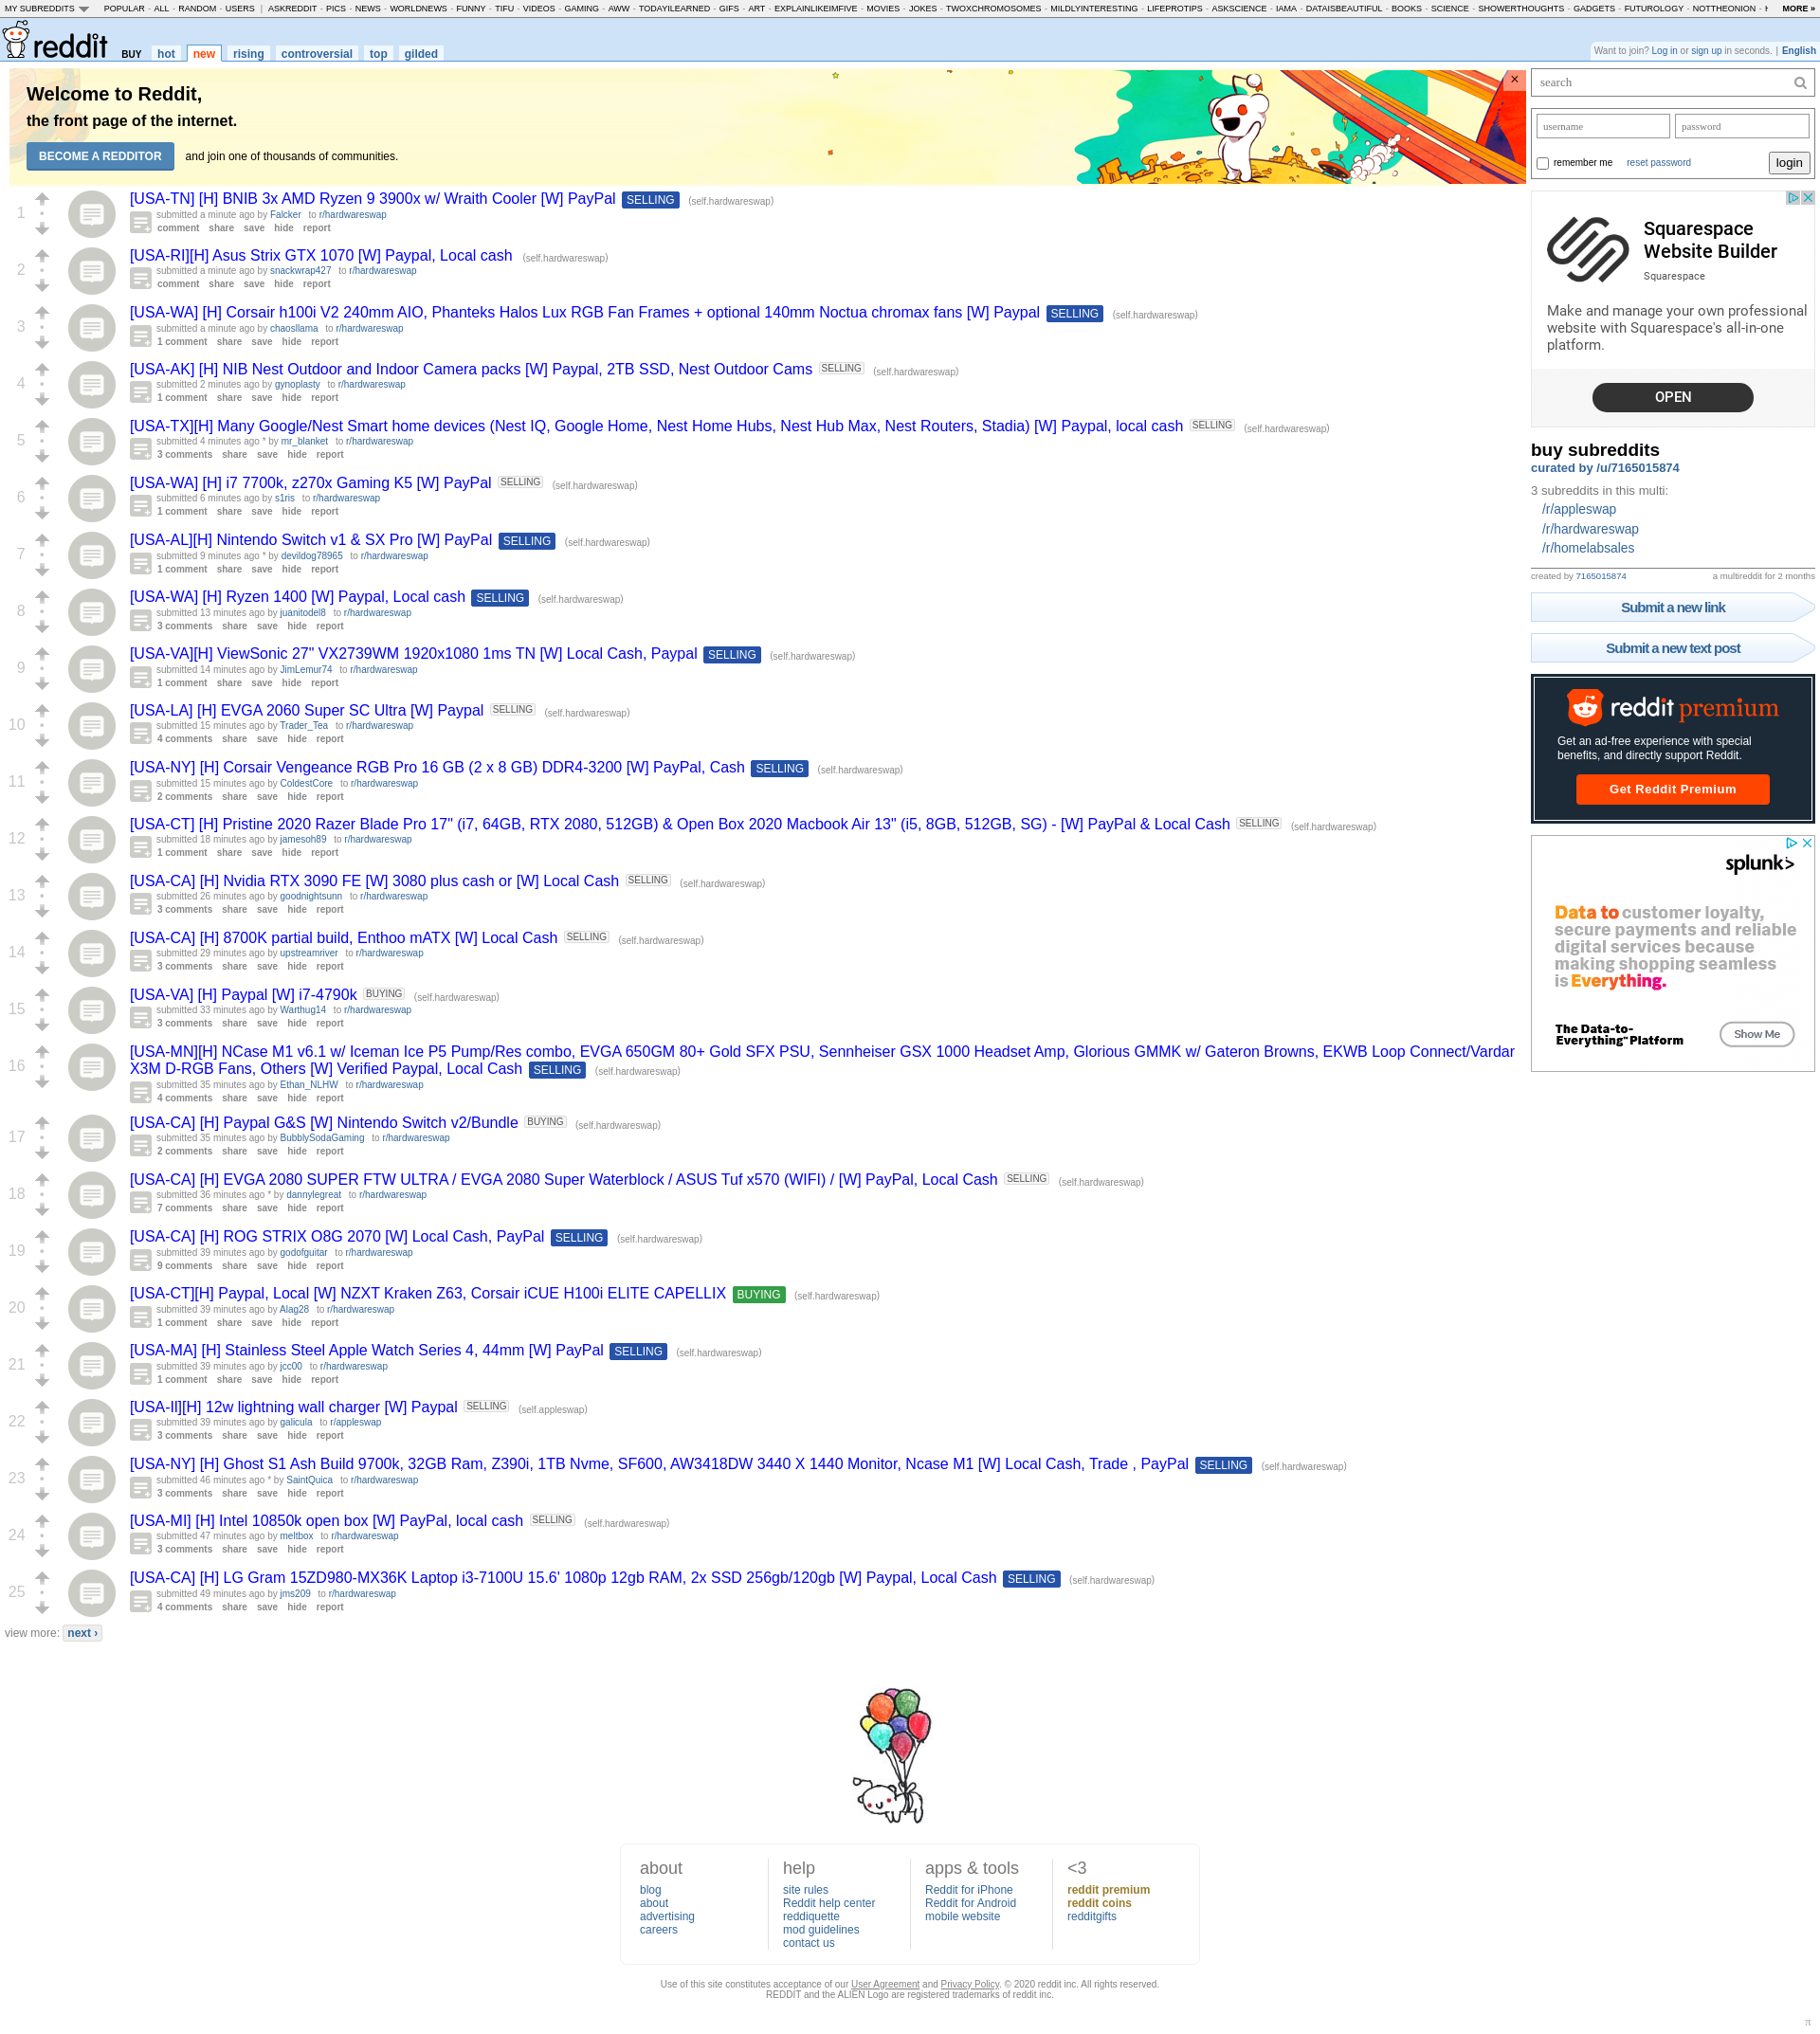 MY SUBREDDITS POPULAR - ALL - RANDOM - USERS | ASKREDDIT - PICS - NEWS - WORLDNEWS - FUNNY - TIFU - VIDEOS - GAMING - AWW - TODAYILEARNED - GIFS - ART - EXPLAINLIKEIMFIVE - MOVIES - JOKES - TWOXCHROMOSOMES - MILDLYINTERESTING - LIFEPROTIPS - ASKSCIENCE - IAMA - DATAISBEAUTIFUL - BOOKS - SCIENCE - SHOWERTHOUGHTS - GADGETS - FUTUROLOGY - NOTTHEONION - MORE »
reddit BUY hot new rising controversial top gilded
Want to join? Log in or sign up in seconds. | English
Welcome to Reddit,
the front page of the internet.
BECOME A REDDITOR and join one of thousands of communities.
×
1
[USA-TN] [H] BNIB 3x AMD Ryzen 9 3900x w/ Wraith Cooler [W] PayPal SELLING (self.hardwareswap)
submitted a minute ago by Falcker to r/hardwareswap
comment share save hide report
2
[USA-RI][H] Asus Strix GTX 1070 [W] Paypal, Local cash (self.hardwareswap)
submitted a minute ago by snackwrap427 to r/hardwareswap
comment share save hide report
3
[USA-WA] [H] Corsair h100i V2 240mm AIO, Phanteks Halos Lux RGB Fan Frames + optional 140mm Noctua chromax fans [W] Paypal SELLING (self.hardwareswap)
submitted a minute ago by chaosllama to r/hardwareswap
1 comment share save hide report
4
[USA-AK] [H] NIB Nest Outdoor and Indoor Camera packs [W] Paypal, 2TB SSD, Nest Outdoor Cams SELLING (self.hardwareswap)
submitted 2 minutes ago by gynoplasty to r/hardwareswap
1 comment share save hide report
5
[USA-TX][H] Many Google/Nest Smart home devices (Nest IQ, Google Home, Nest Home Hubs, Nest Hub Max, Nest Routers, Stadia) [W] Paypal, local cash SELLING (self.hardwareswap)
submitted 4 minutes ago * by mr_blanket to r/hardwareswap
3 comments share save hide report
6
[USA-WA] [H] i7 7700k, z270x Gaming K5 [W] PayPal SELLING (self.hardwareswap)
submitted 6 minutes ago by s1ris to r/hardwareswap
1 comment share save hide report
7
[USA-AL][H] Nintendo Switch v1 & SX Pro [W] PayPal SELLING (self.hardwareswap)
submitted 9 minutes ago * by devildog78965 to r/hardwareswap
1 comment share save hide report
8
[USA-WA] [H] Ryzen 1400 [W] Paypal, Local cash SELLING (self.hardwareswap)
submitted 13 minutes ago by juanitodel8 to r/hardwareswap
3 comments share save hide report
9
[USA-VA][H] ViewSonic 27" VX2739WM 1920x1080 1ms TN [W] Local Cash, Paypal SELLING (self.hardwareswap)
submitted 14 minutes ago by JimLemur74 to r/hardwareswap
1 comment share save hide report
10
[USA-LA] [H] EVGA 2060 Super SC Ultra [W] Paypal SELLING (self.hardwareswap)
submitted 15 minutes ago by Trader_Tea to r/hardwareswap
4 comments share save hide report
11
[USA-NY] [H] Corsair Vengeance RGB Pro 16 GB (2 x 8 GB) DDR4-3200 [W] PayPal, Cash SELLING (self.hardwareswap)
submitted 15 minutes ago by ColdestCore to r/hardwareswap
2 comments share save hide report
12
[USA-CT] [H] Pristine 2020 Razer Blade Pro 17" (i7, 64GB, RTX 2080, 512GB) & Open Box 2020 Macbook Air 13" (i5, 8GB, 512GB, SG) - [W] PayPal & Local Cash SELLING (self.hardwareswap)
submitted 18 minutes ago by jamesoh89 to r/hardwareswap
1 comment share save hide report
13
[USA-CA] [H] Nvidia RTX 3090 FE [W] 3080 plus cash or [W] Local Cash SELLING (self.hardwareswap)
submitted 26 minutes ago by goodnightsunn to r/hardwareswap
3 comments share save hide report
14
[USA-CA] [H] 8700K partial build, Enthoo mATX [W] Local Cash SELLING (self.hardwareswap)
submitted 29 minutes ago by upstreamriver to r/hardwareswap
3 comments share save hide report
15
[USA-VA] [H] Paypal [W] i7-4790k BUYING (self.hardwareswap)
submitted 33 minutes ago by Warthug14 to r/hardwareswap
3 comments share save hide report
16
[USA-MN][H] NCase M1 v6.1 w/ Iceman Ice P5 Pump/Res combo, EVGA 650GM 80+ Gold SFX PSU, Sennheiser GSX 1000 Headset Amp, Glorious GMMK w/ Gateron Browns, EKWB Loop Connect/Vardar
X3M D-RGB Fans, Others [W] Verified Paypal, Local Cash SELLING (self.hardwareswap)
submitted 35 minutes ago by Ethan_NLHW to r/hardwareswap
4 comments share save hide report
17
[USA-CA] [H] Paypal G&S [W] Nintendo Switch v2/Bundle BUYING (self.hardwareswap)
submitted 35 minutes ago by BubblySodaGaming to r/hardwareswap
2 comments share save hide report
18
[USA-CA] [H] EVGA 2080 SUPER FTW ULTRA / EVGA 2080 Super Waterblock / ASUS Tuf x570 (WIFI) / [W] PayPal, Local Cash SELLING (self.hardwareswap)
submitted 36 minutes ago * by dannylegreat to r/hardwareswap
7 comments share save hide report
19
[USA-CA] [H] ROG STRIX O8G 2070 [W] Local Cash, PayPal SELLING (self.hardwareswap)
submitted 39 minutes ago by godofguitar to r/hardwareswap
9 comments share save hide report
20
[USA-CT][H] Paypal, Local [W] NZXT Kraken Z63, Corsair iCUE H100i ELITE CAPELLIX BUYING (self.hardwareswap)
submitted 39 minutes ago by Alag28 to r/hardwareswap
1 comment share save hide report
21
[USA-MA] [H] Stainless Steel Apple Watch Series 4, 44mm [W] PayPal SELLING (self.hardwareswap)
submitted 39 minutes ago by jcc00 to r/hardwareswap
1 comment share save hide report
22
[USA-Il][H] 12w lightning wall charger [W] Paypal SELLING (self.appleswap)
submitted 39 minutes ago by galicula to r/appleswap
3 comments share save hide report
23
[USA-NY] [H] Ghost S1 Ash Build 9700k, 32GB Ram, Z390i, 1TB Nvme, SF600, AW3418DW 3440 X 1440 Monitor, Ncase M1 [W] Local Cash, Trade , PayPal SELLING (self.hardwareswap)
submitted 46 minutes ago * by SaintQuica to r/hardwareswap
3 comments share save hide report
24
[USA-MI] [H] Intel 10850k open box [W] PayPal, local cash SELLING (self.hardwareswap)
submitted 47 minutes ago by meltbox to r/hardwareswap
3 comments share save hide report
25
[USA-CA] [H] LG Gram 15ZD980-MX36K Laptop i3-7100U 15.6' 1080p 12gb RAM, 2x SSD 256gb/120gb [W] Paypal, Local Cash SELLING (self.hardwareswap)
submitted 49 minutes ago by jms209 to r/hardwareswap
4 comments share save hide report
view more: next ›
search
username password
remember me reset password login
Squarespace
Website Builder
Squarespace
Make and manage your own professional
website with Squarespace's all-in-one
platform.
OPEN
buy subreddits
curated by /u/7165015874
3 subreddits in this multi:
/r/appleswap
/r/hardwareswap
/r/homelabsales
created by 7165015874 a multireddit for 2 months
Submit a new link
Submit a new text post
reddit premium
Get an ad-free experience with special
benefits, and directly support Reddit.
Get Reddit Premium
splunk>
Data to customer loyalty,
secure payments and reliable
digital services because
making shopping seamless
is Everything.
The Data-to-
Everything™ Platform
Show Me
about
blog
about
advertising
careers
help
site rules
Reddit help center
reddiquette
mod guidelines
contact us
apps & tools
Reddit for iPhone
Reddit for Android
mobile website
<3
reddit premium
reddit coins
redditgifts
Use of this site constitutes acceptance of our User Agreement and Privacy Policy. © 2020 reddit inc. All rights reserved.
REDDIT and the ALIEN Logo are registered trademarks of reddit inc.
π